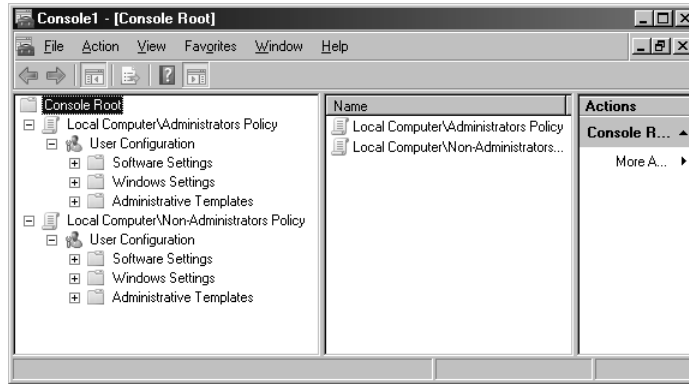 Console1 - [Console Root]
File Action View Favorites Window Help
Console Root
Local Computer\Administrators Policy
User Configuration
Software Settings
Windows Settings
Administrative Templates
Local Computer\Non-Administrators Policy
User Configuration
Software Settings
Windows Settings
Administrative Templates
Name
Local Computer\Administrators Policy
Local Computer\Non-Administrators...
Actions
Console R...
More A...